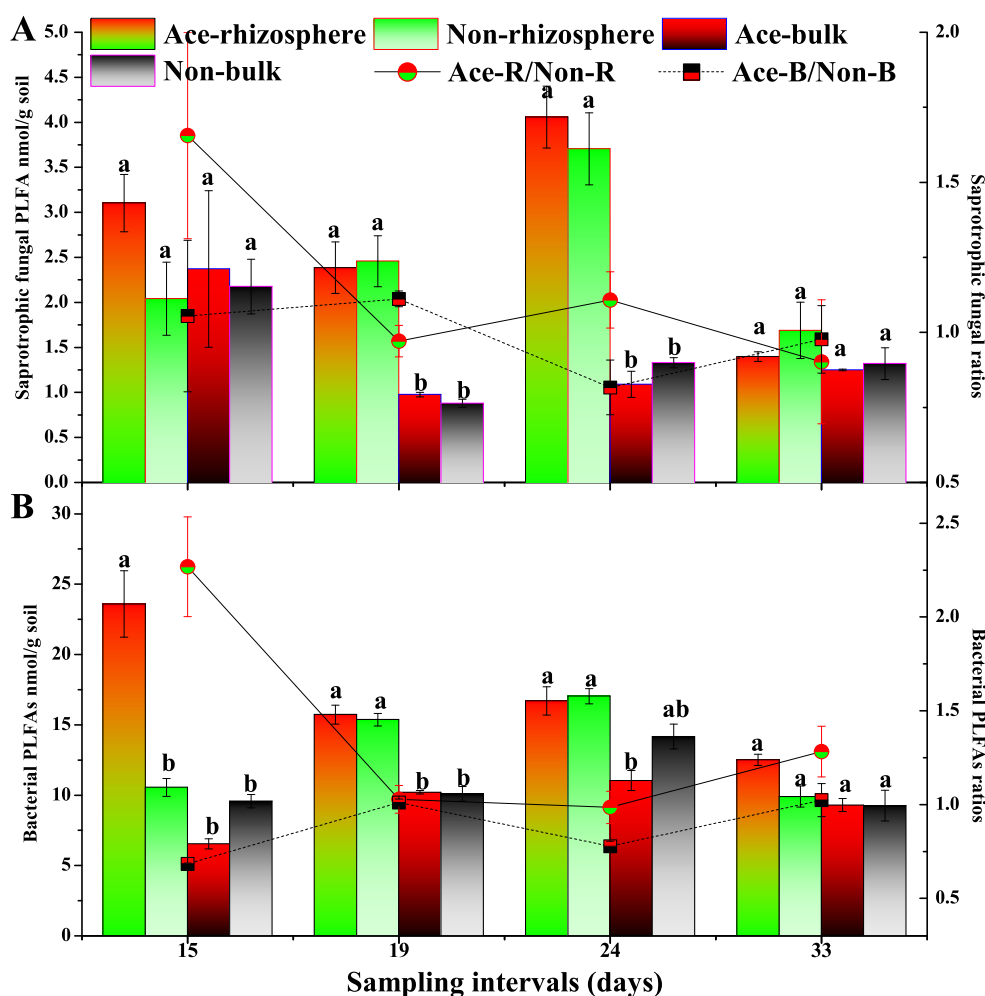 A
Ace-rhizosphere Non-rhizosphere Ace-bulk
Non-bulk Ace-R/Non-R Ace-B/Non-B
Saprotrophic fungal PLFA nmol/g soil
5.0
4.5
4.0
3.5
3.0
2.5
2.0
1.5
1.0
0.5
0.0
a a a a
a a b b
a a b b
a a a a
2.0
1.5
1.0
0.5
Saprotrophic fungal ratios
B
Bacterial PLFAs nmol/g soil
30
25
20
15
10
5
0
a b b b
a a b b
a a b ab
a a a a
2.5
2.0
1.5
1.0
0.5
Bacterial PLFAs ratios
15 19 24 33
Sampling intervals (days)